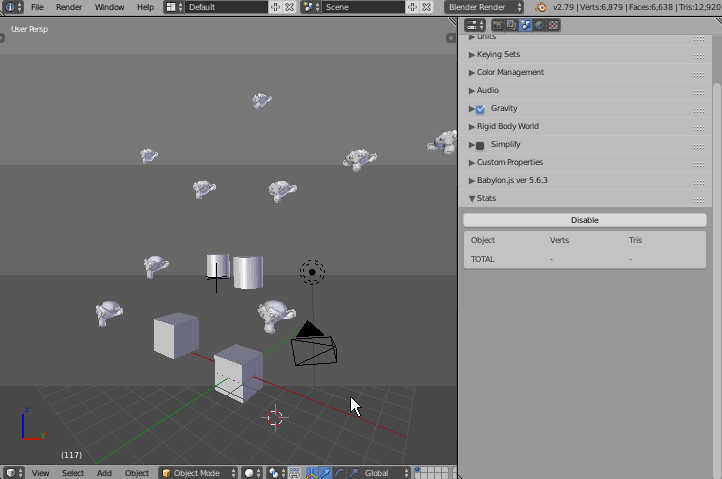 File Render Window Help Default Scene Blender Render v2.79 | Verts:6,879 | Faces:6,638 | Tris:12,920
User Persp
Units
Keying Sets
Color Management
Audio
Gravity
Rigid Body World
Simplify
Custom Properties
Babylon.js ver 5.6.3
Stats
Disable
Object Verts Tris
TOTAL - -
z
y
(117)
View Select Add Object Object Mode Global